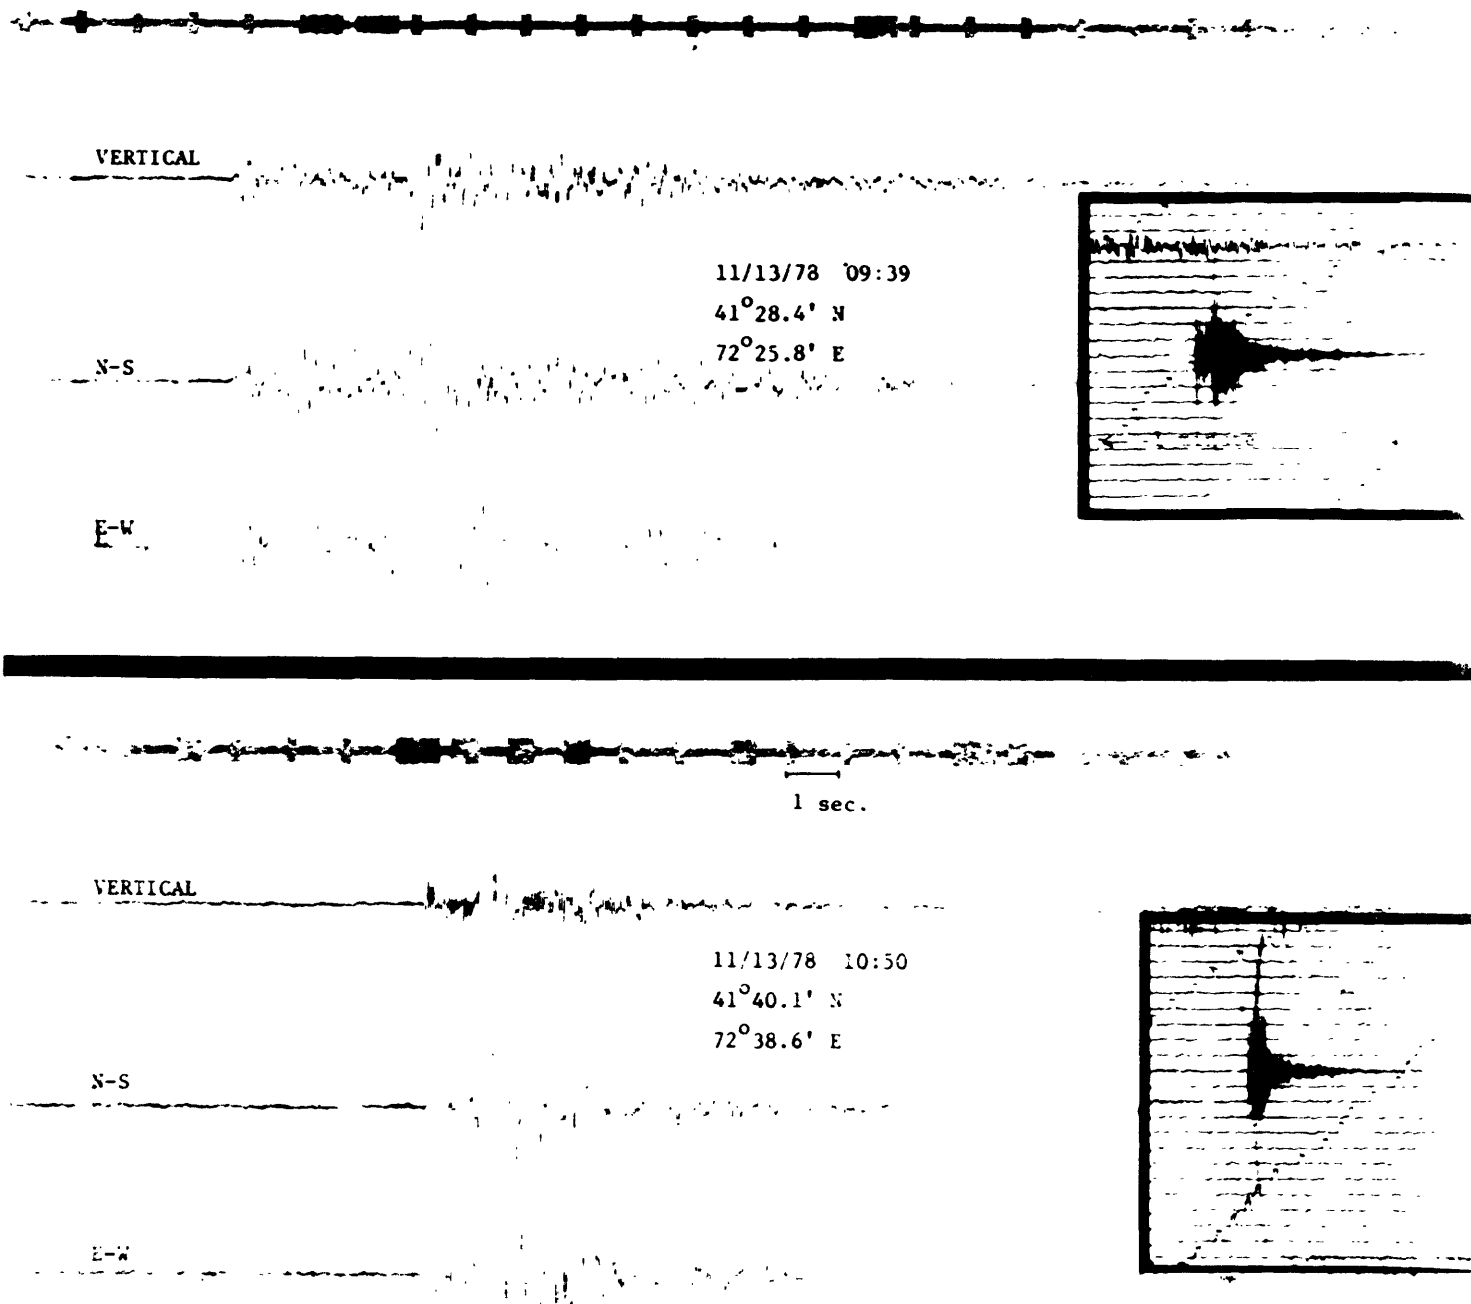 VERTICAL
11/13/78 09:39
41°28.4' N
72°25.8' E
N-S
E-W
1 sec.
VERTICAL
11/13/78 10:50
41°40.1' N
72°38.6' E
N-S
E-W